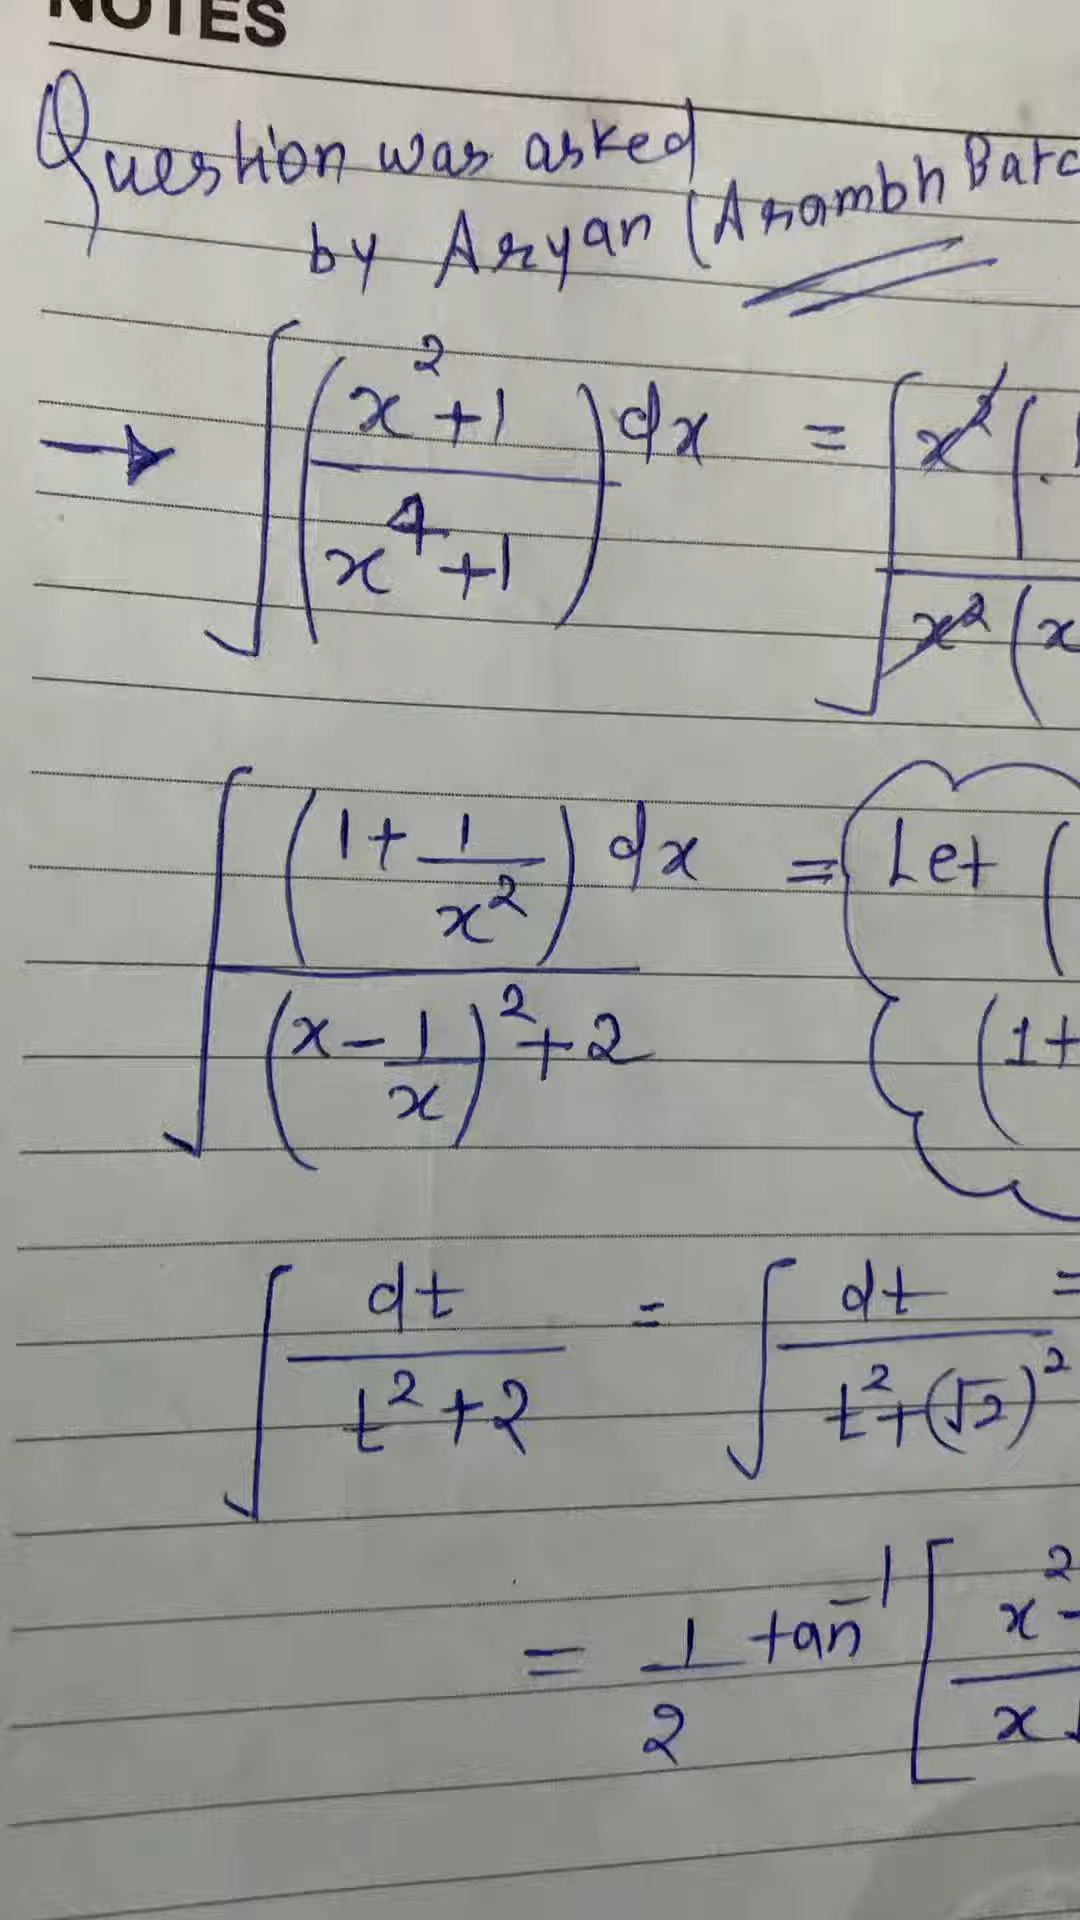 NOTES
Question was asked
by Aryan (Arambh Batc
→ ∫ ( (x² + 1) / (x⁴ + 1) ) dx = ∫ x² ( 1 / x² ( x
∫ (1 + 1/x²) dx / ( (x - 1/x)² + 2 ) = Let (
(1+
∫ dt / (t² + 2) = ∫ dt / (t² + (√2)²) =
= 1/2 tan⁻¹ [ x² - / x √